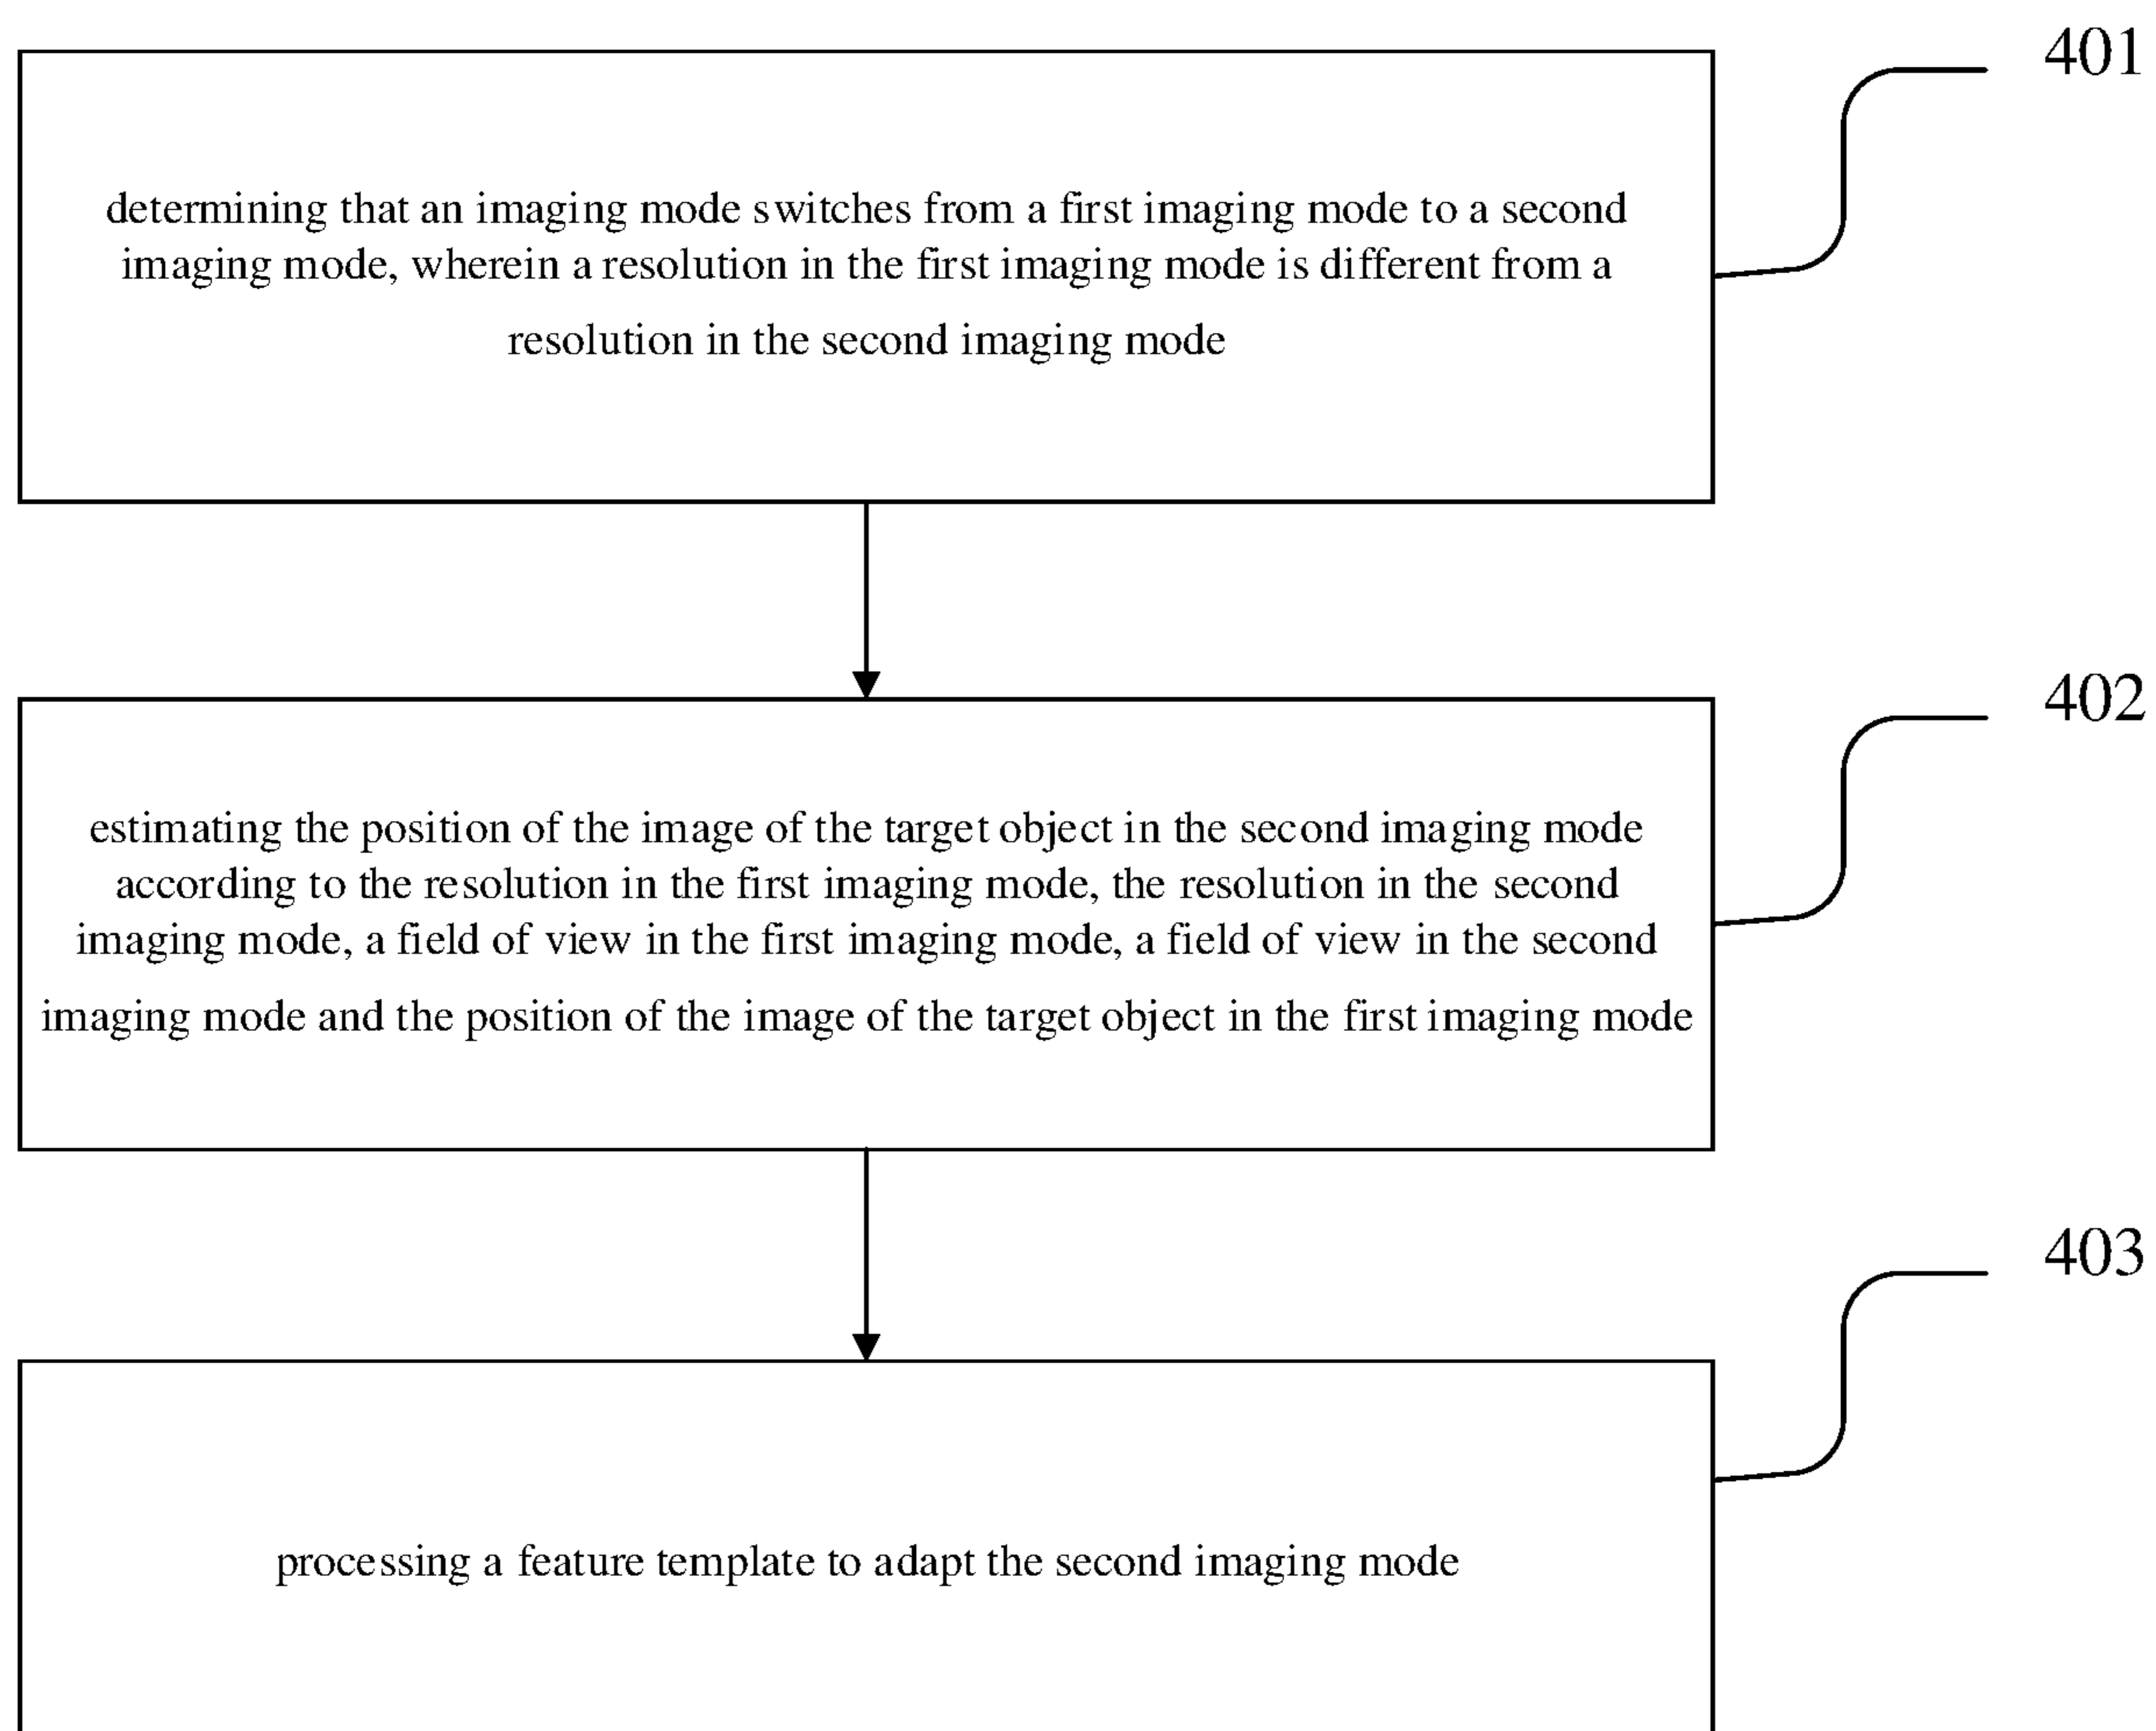 401
determining that an imaging mode switches from a first imaging mode to a second
imaging mode, wherein a resolution in the first imaging mode is different from a
resolution in the second imaging mode
402
estimating the position of the image of the target object in the second imaging mode
according to the resolution in the first imaging mode, the resolution in the second
imaging mode, a field of view in the first imaging mode, a field of view in the second
imaging mode and the position of the image of the target object in the first imaging mode
403
processing a feature template to adapt the second imaging mode